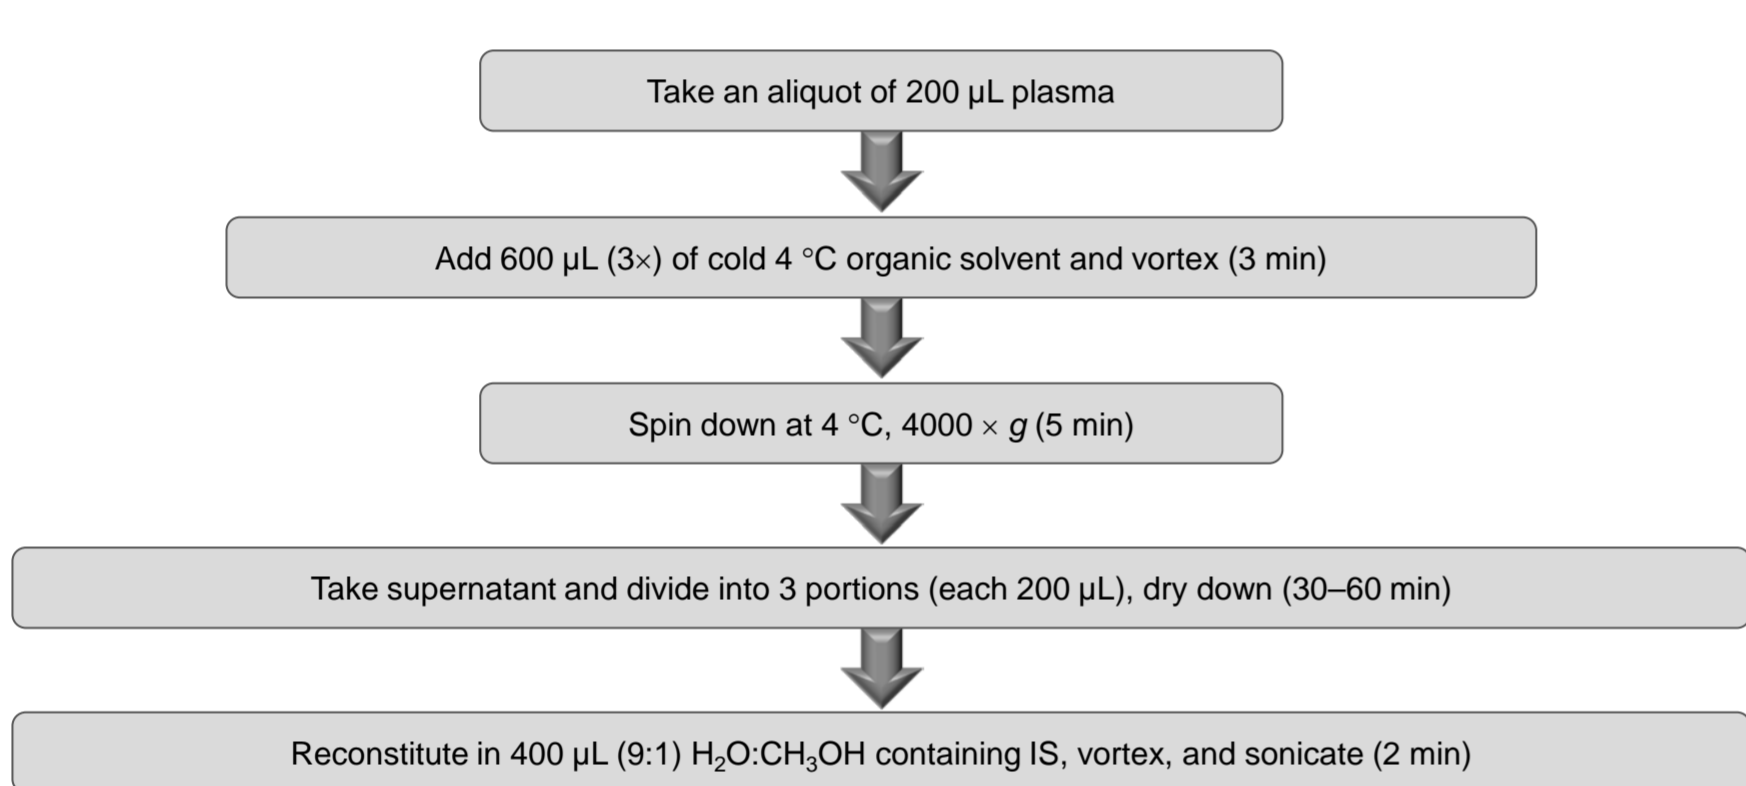 Take an aliquot of 200 µL plasma
Add 600 µL (3×) of cold 4 °C organic solvent and vortex (3 min)
Spin down at 4 °C, 4000 × g (5 min)
Take supernatant and divide into 3 portions (each 200 µL), dry down (30–60 min)
Reconstitute in 400 µL (9:1) H₂O:CH₃OH containing IS, vortex, and sonicate (2 min)